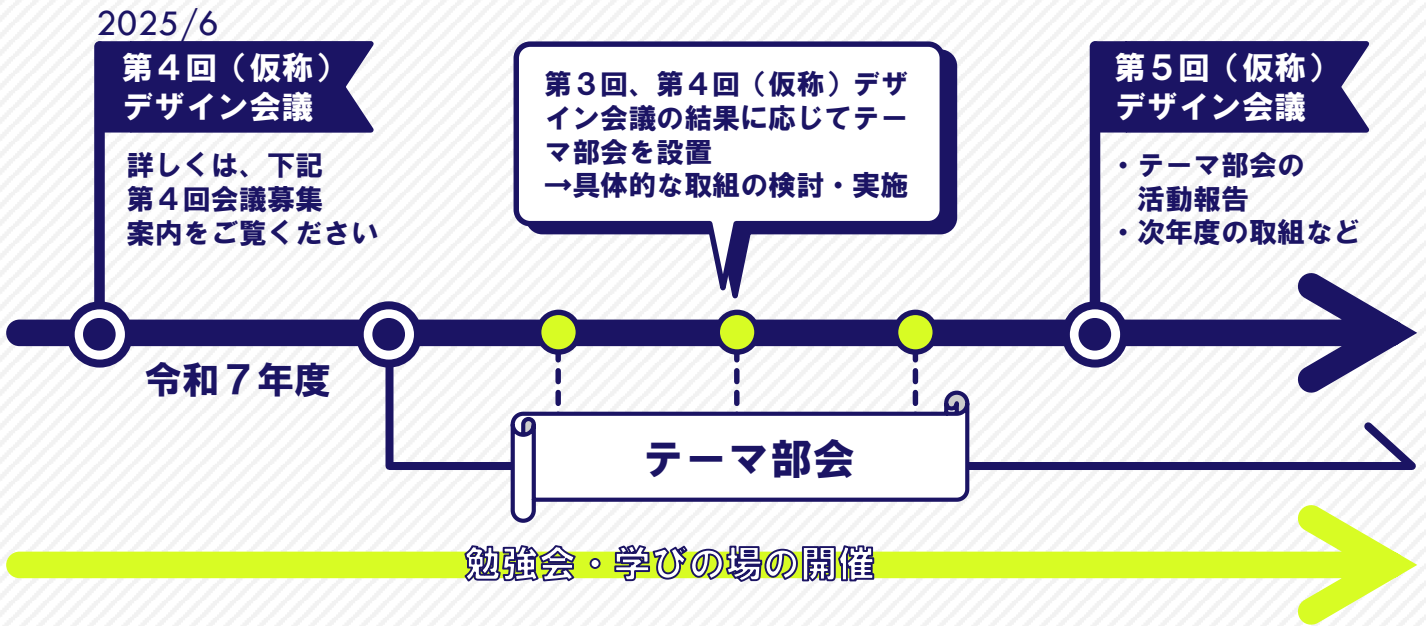 2025/6
第４回（仮称）
デザイン会議
詳しくは、下記
第４回会議募集
案内をご覧ください
第３回、第４回（仮称）デザ
イン会議の結果に応じてテー
マ部会を設置
→具体的な取組の検討・実施
第５回（仮称）
デザイン会議
・テーマ部会の
活動報告
・次年度の取組など
令和７年度
テーマ部会
勉強会・学びの場の開催